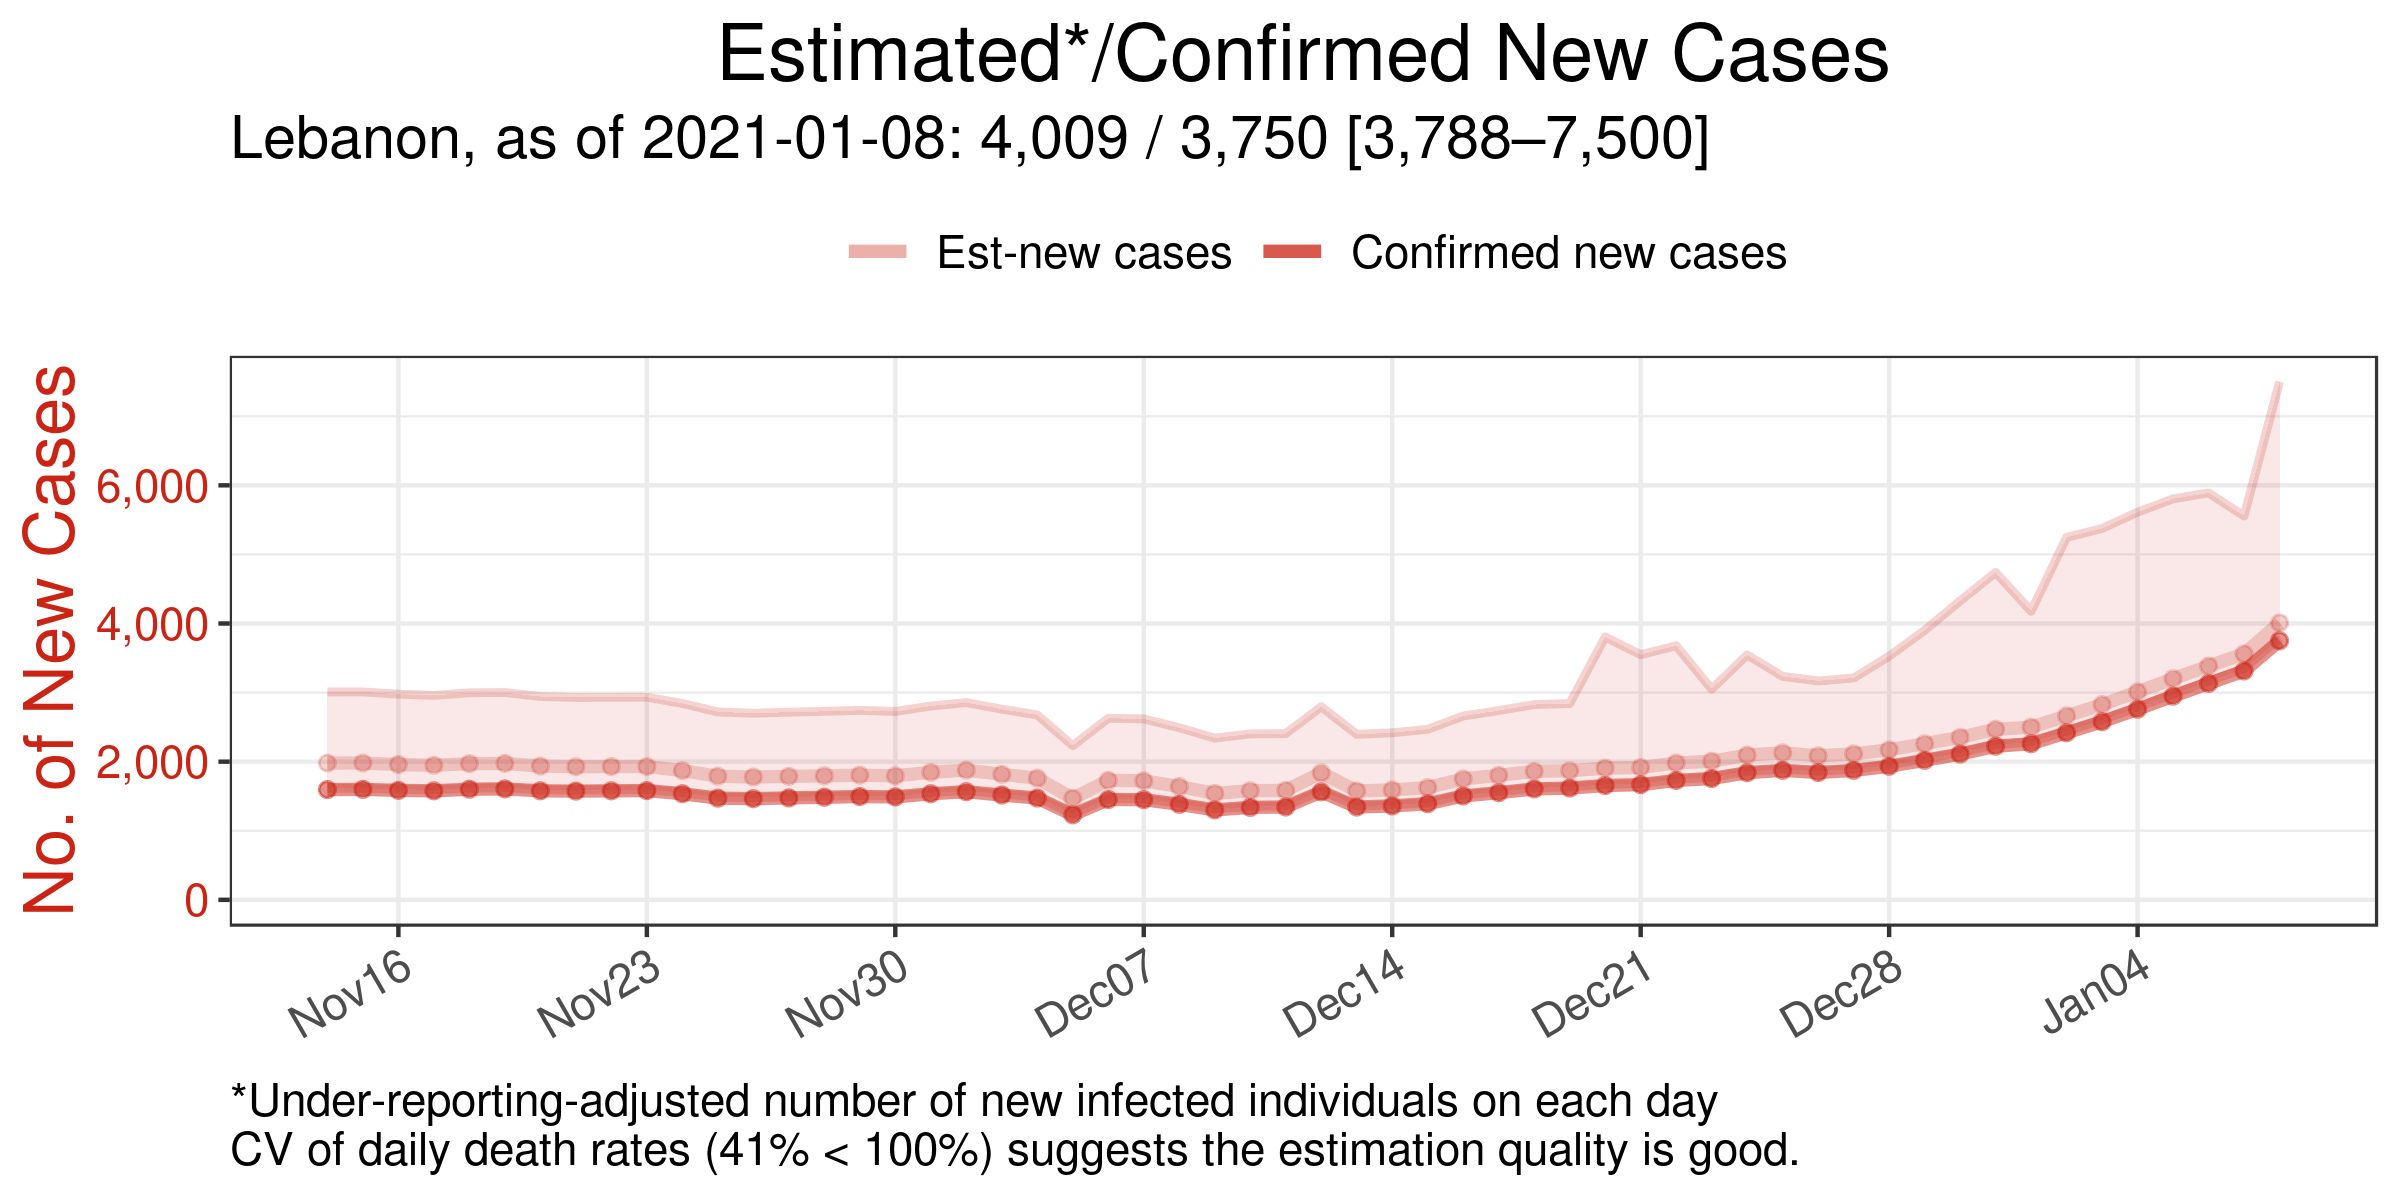 Estimated*/Confirmed New Cases
Lebanon, as of 2021-01-08: 4,009 / 3,750 [3,788–7,500]
Est-new cases
Confirmed new cases
No. of New Cases
6,000
4,000
2,000
0
Nov16
Nov23
Nov30
Dec07
Dec14
Dec21
Dec28
Jan04
*Under-reporting-adjusted number of new infected individuals on each day
CV of daily death rates (41% < 100%) suggests the estimation quality is good.